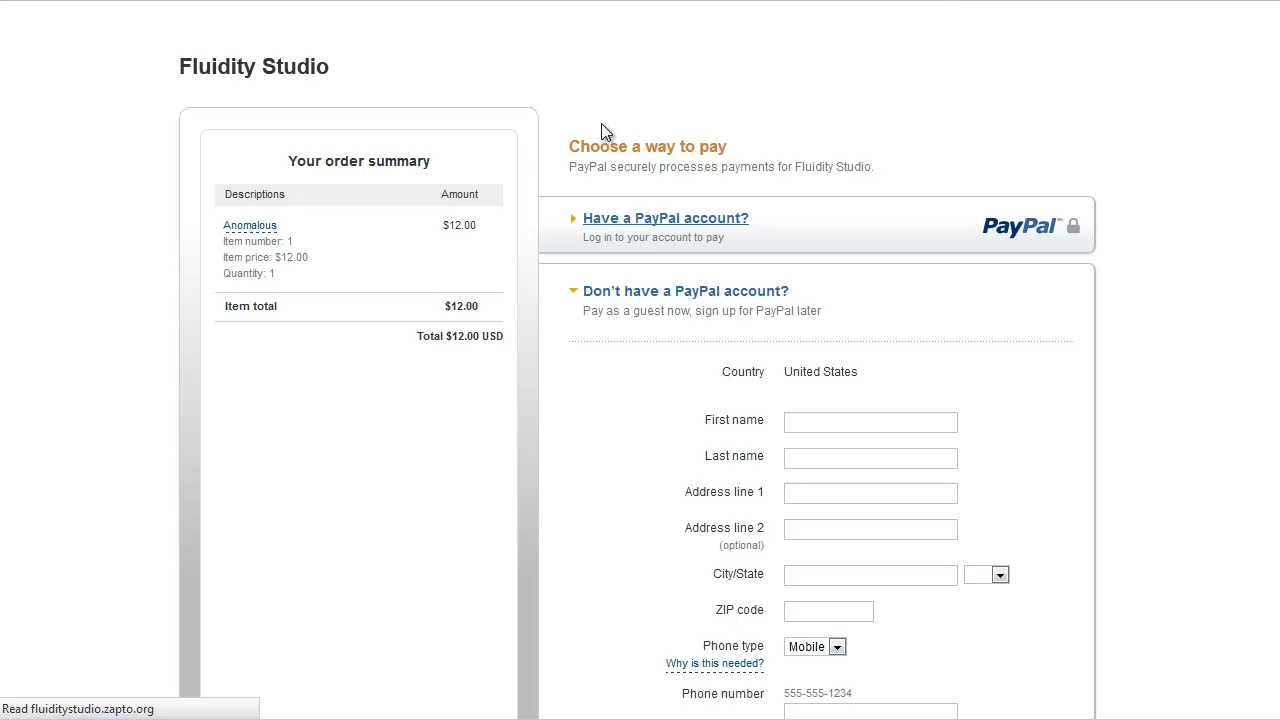 Fluidity Studio
Your order summary
Descriptions Amount
Anomalous $12.00
Item number: 1
Item price: $12.00
Quantity: 1
Item total $12.00
Total $12.00 USD
Choose a way to pay
PayPal securely processes payments for Fluidity Studio.
Have a PayPal account?
Log in to your account to pay
PayPal
Don't have a PayPal account?
Pay as a guest now, sign up for PayPal later
Country United States
First name
Last name
Address line 1
Address line 2
(optional)
City/State
ZIP code
Phone type Mobile
Why is this needed?
Phone number 555-555-1234
Read fluiditystudio.zapto.org